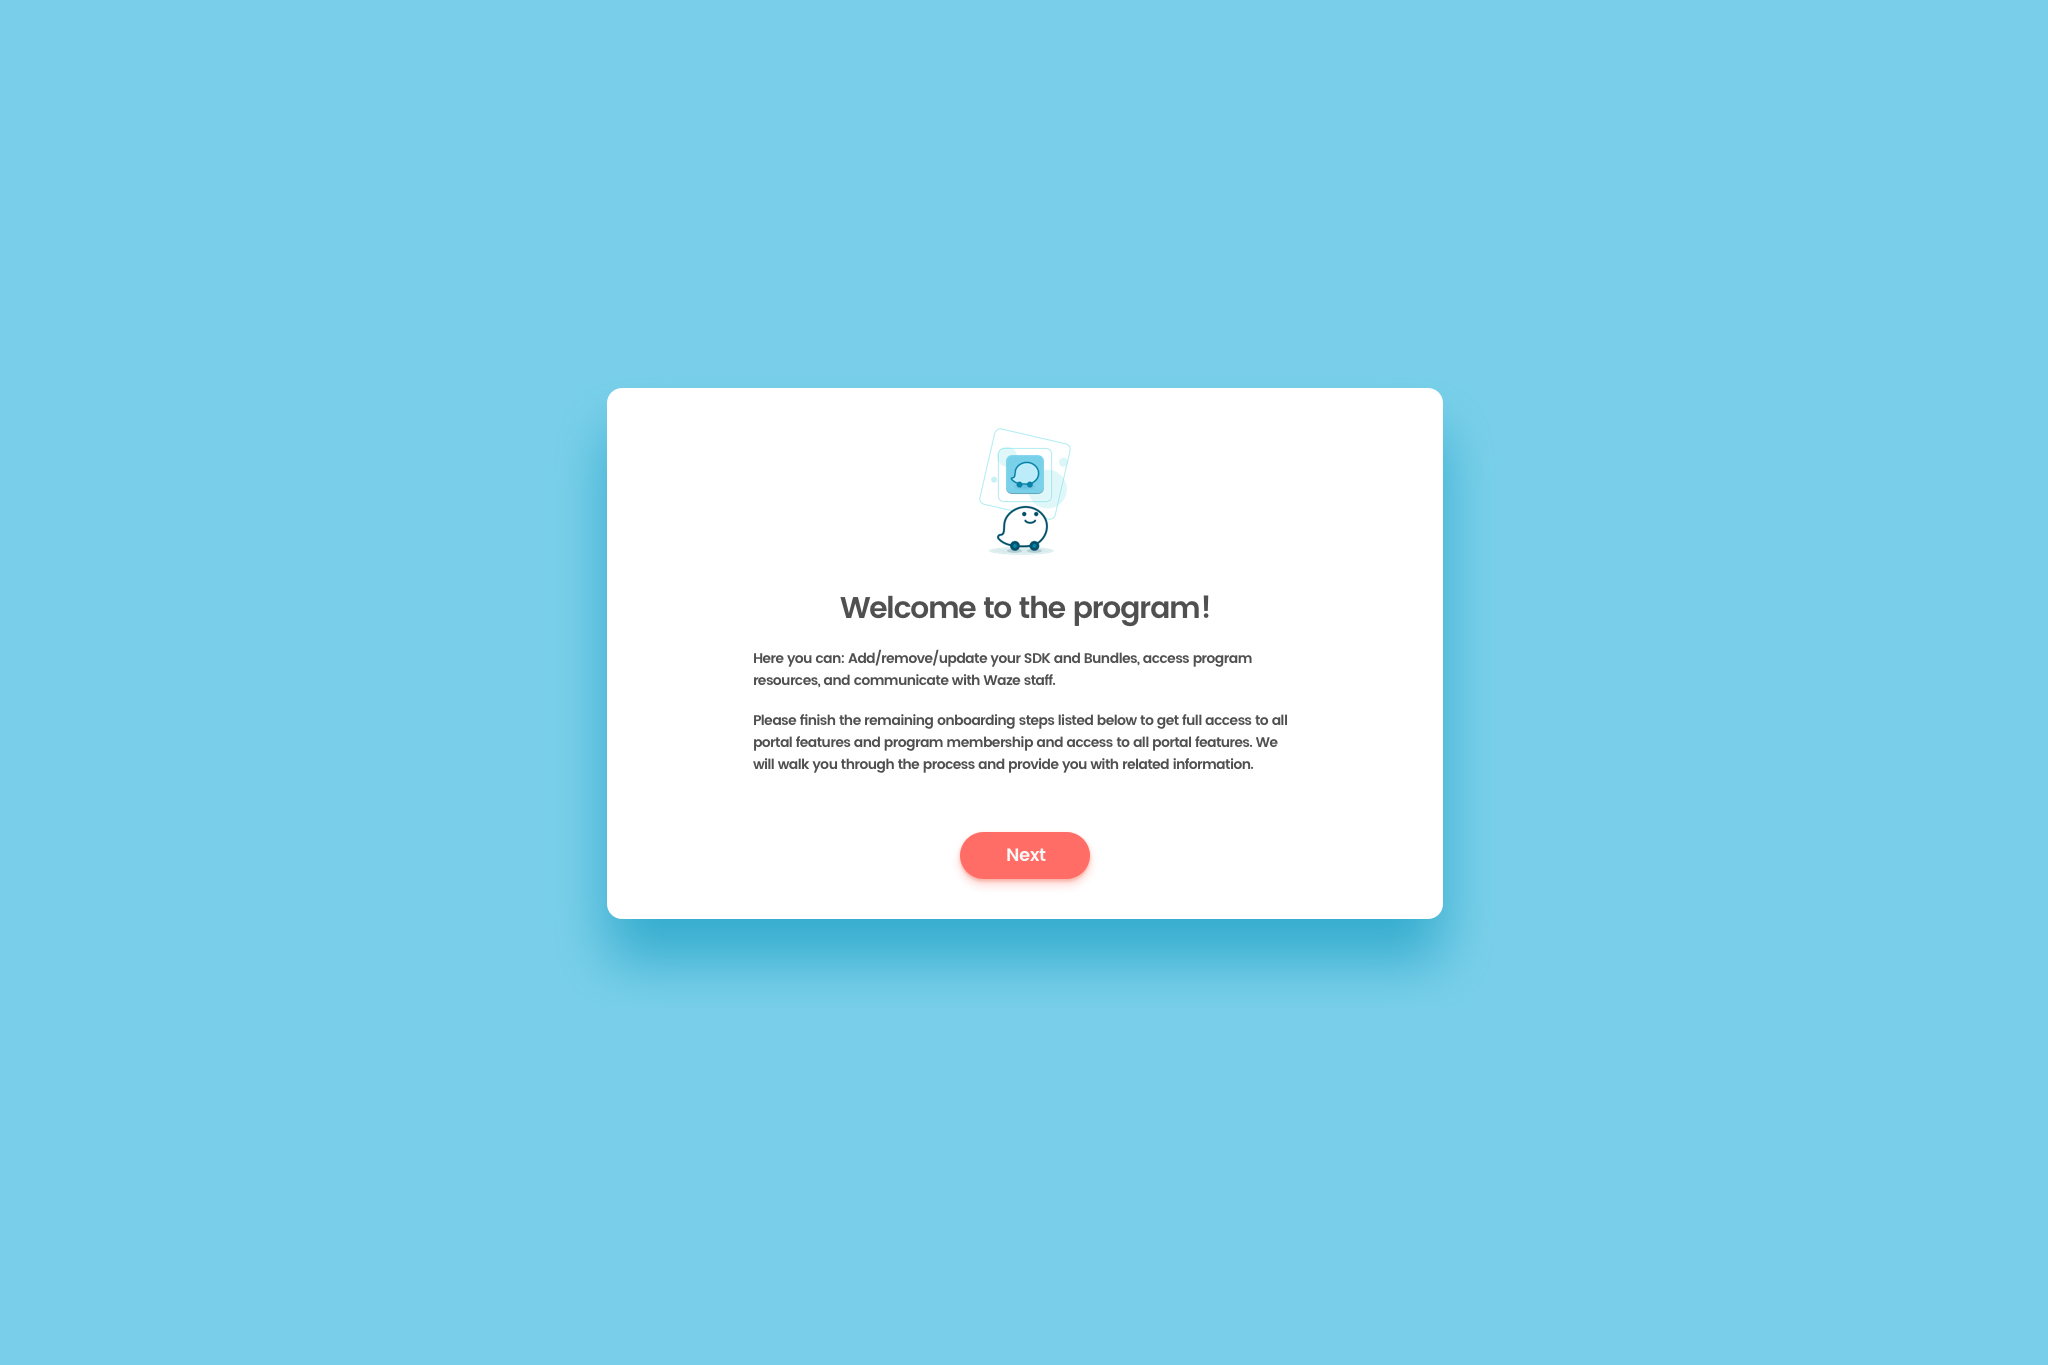 Welcome to the program!
Here you can: Add/remove/update your SDK and Bundles, access program
resources, and communicate with Waze staff.
Please finish the remaining onboarding steps listed below to get full access to all
portal features and program membership and access to all portal features. We
will walk you through the process and provide you with related information.
Next